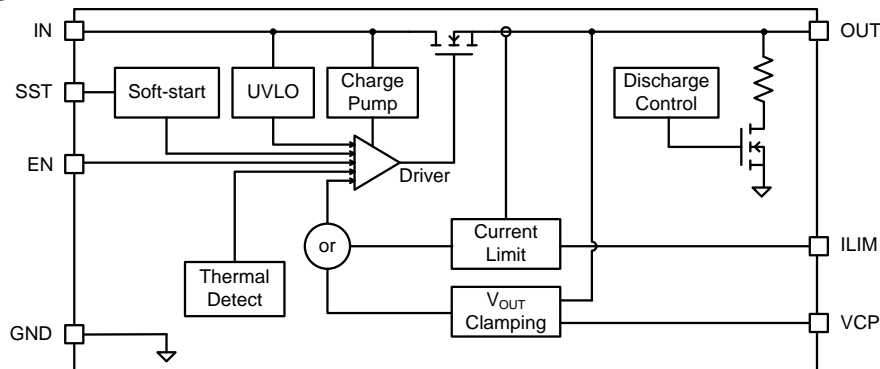 IN
OUT
SST
Soft-start
UVLO
Charge
Pump
Discharge
Control
EN
Driver
or
Current
Limit
ILIM
Thermal
Detect
VOUT
Clamping
GND
VCP